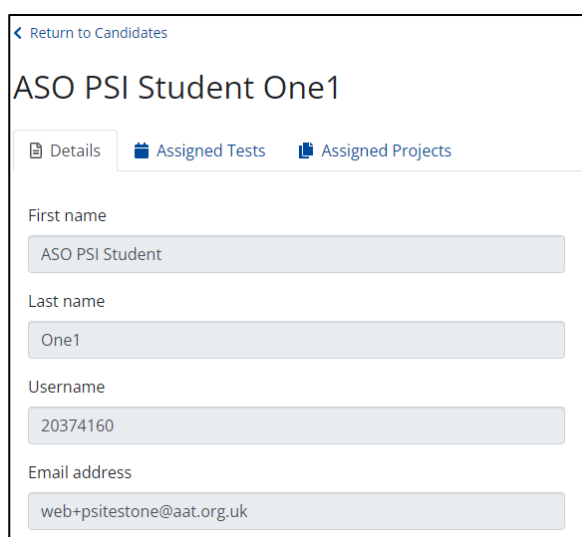 Return to Candidates
ASO PSI Student One1
Details Assigned Tests Assigned Projects
First name
ASO PSI Student
Last name
One1
Username
20374160
Email address
web+psitestone@aat.org.uk